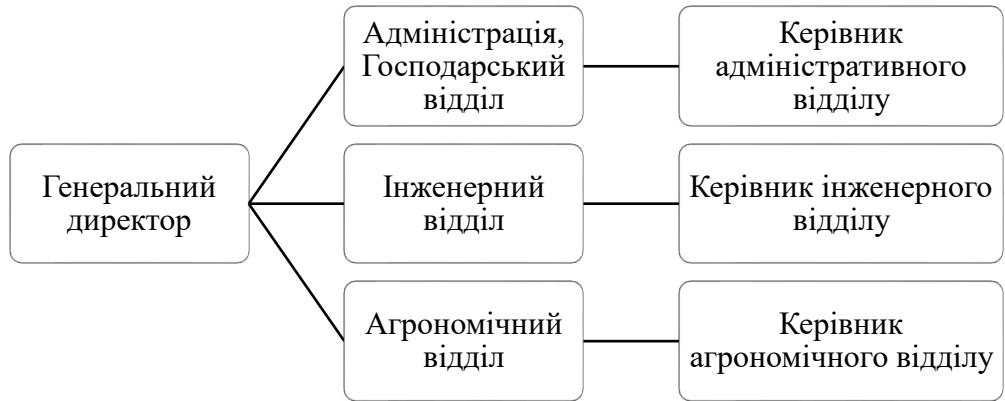 Адміністрація,
Господарський
відділ
Керівник
адміністративного
відділу
Генеральний
директор
Інженерний
відділ
Керівник інженерного
відділу
Агрономічний
відділ
Керівник
агрономічного відділу